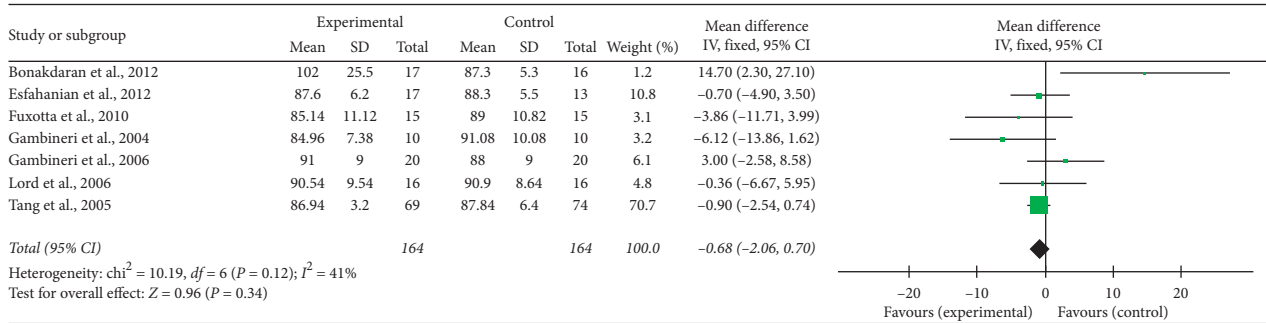 Experimental Control Mean difference Mean difference
Study or subgroup Mean SD Total Mean SD Total Weight (%) IV, fixed, 95% CI IV, fixed, 95% CI
Bonakdaran et al., 2012 102 25.5 17 87.3 5.3 16 1.2 14.70 (2.30, 27.10)
Esfahanian et al., 2012 87.6 6.2 17 88.3 5.5 13 10.8 –0.70 (–4.90, 3.50)
Fuxotta et al., 2010 85.14 11.12 15 89 10.82 15 3.1 –3.86 (–11.71, 3.99)
Gambineri et al., 2004 84.96 7.38 10 91.08 10.08 10 3.2 –6.12 (–13.86, 1.62)
Gambineri et al., 2006 91 9 20 88 9 20 6.1 3.00 (–2.58, 8.58)
Lord et al., 2006 90.54 9.54 16 90.9 8.64 16 4.8 –0.36 (–6.67, 5.95)
Tang et al., 2005 86.94 3.2 69 87.84 6.4 74 70.7 –0.90 (–2.54, 0.74)
Total (95% CI) 164 164 100.0 –0.68 (–2.06, 0.70)
Heterogeneity: chi² = 10.19, df = 6 (P = 0.12); I² = 41%
Test for overall effect: Z = 0.96 (P = 0.34)
–20 –10 0 10 20
Favours (experimental) Favours (control)